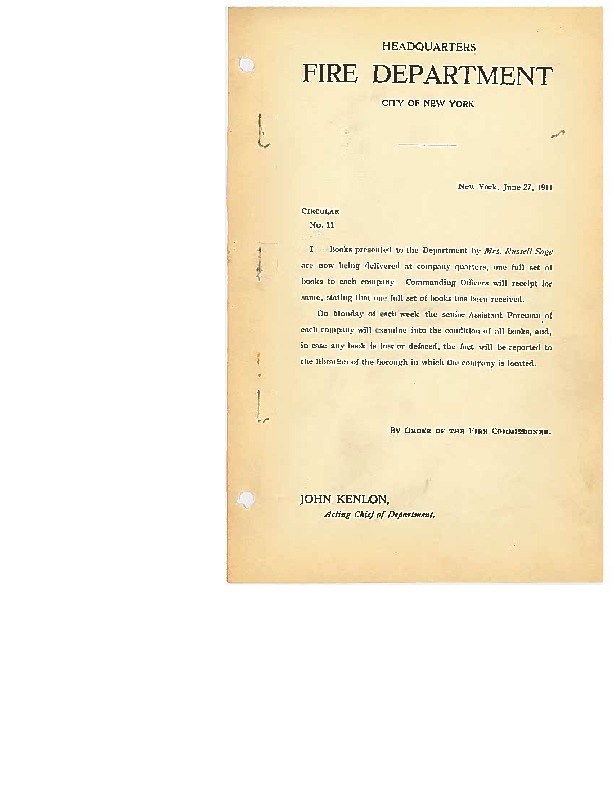 HEADQUARTERS
FIRE DEPARTMENT
CITY OF NEW YORK
New York, June 27, 1911
CIRCULAR
No. 11
I Books presented to the Department by Mrs. Russell Sage
are now being delivered at company quarters, one full set of
books to each company. Commanding Officers will receipt for
same, stating that one full set of books has been received.
On Monday of each week the senior Assistant Foreman of
each company will examine into the condition of all books, and,
in case any book is loss or defaced, the fact will be reported to
the librarian of the borough in which the company is located.
BY ORDER OF THE FIRE COMMISSIONER.
JOHN KENLON,
Acting Chief of Department.